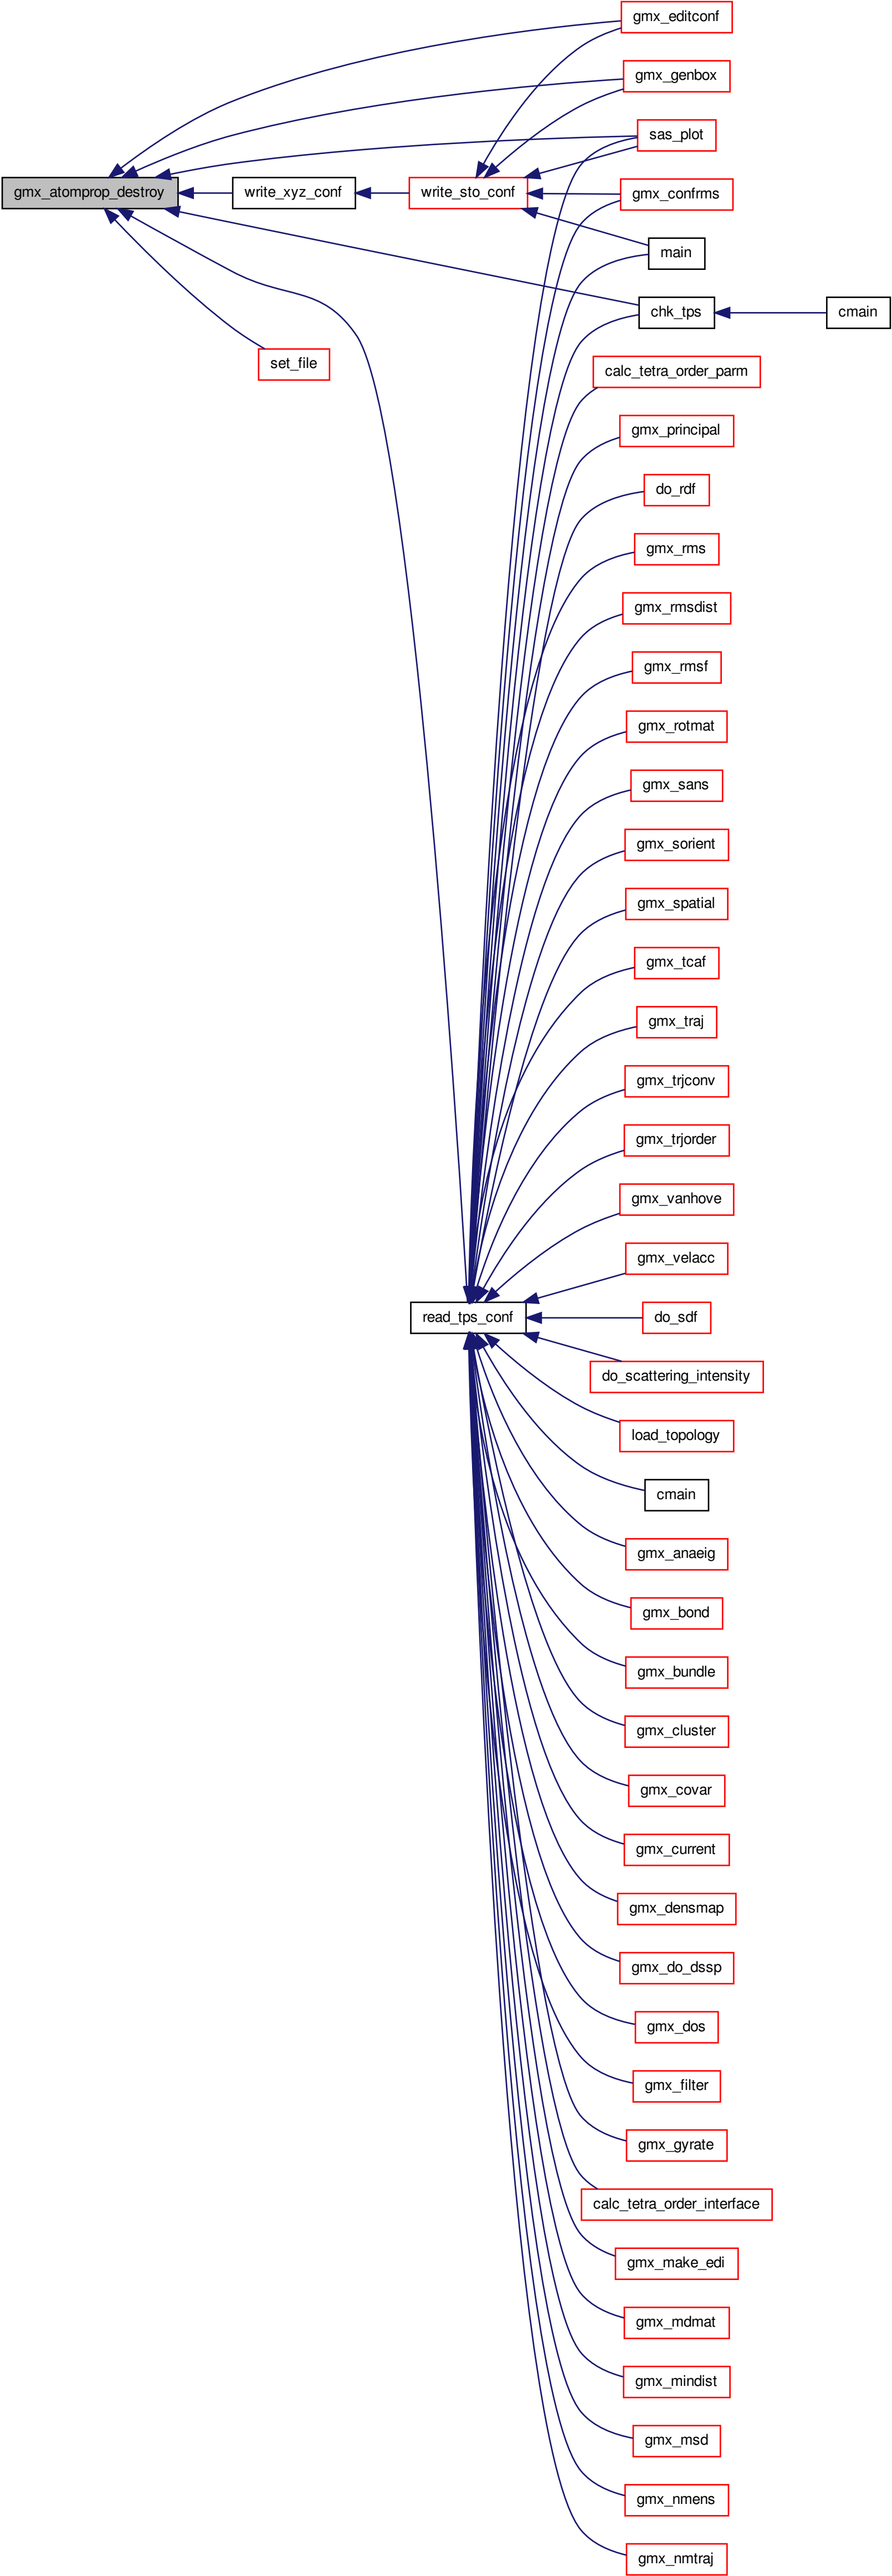 gmx_editconf
gmx_genbox
sas_plot
gmx_atomprop_destroy
write_xyz_conf
write_sto_conf
gmx_confrms
main
chk_tps
cmain
set_file
calc_tetra_order_parm
gmx_principal
do_rdf
gmx_rms
gmx_rmsdist
gmx_rmsf
gmx_rotmat
gmx_sans
gmx_sorient
gmx_spatial
gmx_tcaf
gmx_traj
gmx_trjconv
gmx_trjorder
gmx_vanhove
gmx_velacc
read_tps_conf
do_sdf
do_scattering_intensity
load_topology
cmain
gmx_anaeig
gmx_bond
gmx_bundle
gmx_cluster
gmx_covar
gmx_current
gmx_densmap
gmx_do_dssp
gmx_dos
gmx_filter
gmx_gyrate
calc_tetra_order_interface
gmx_make_edi
gmx_mdmat
gmx_mindist
gmx_msd
gmx_nmens
gmx_nmtraj